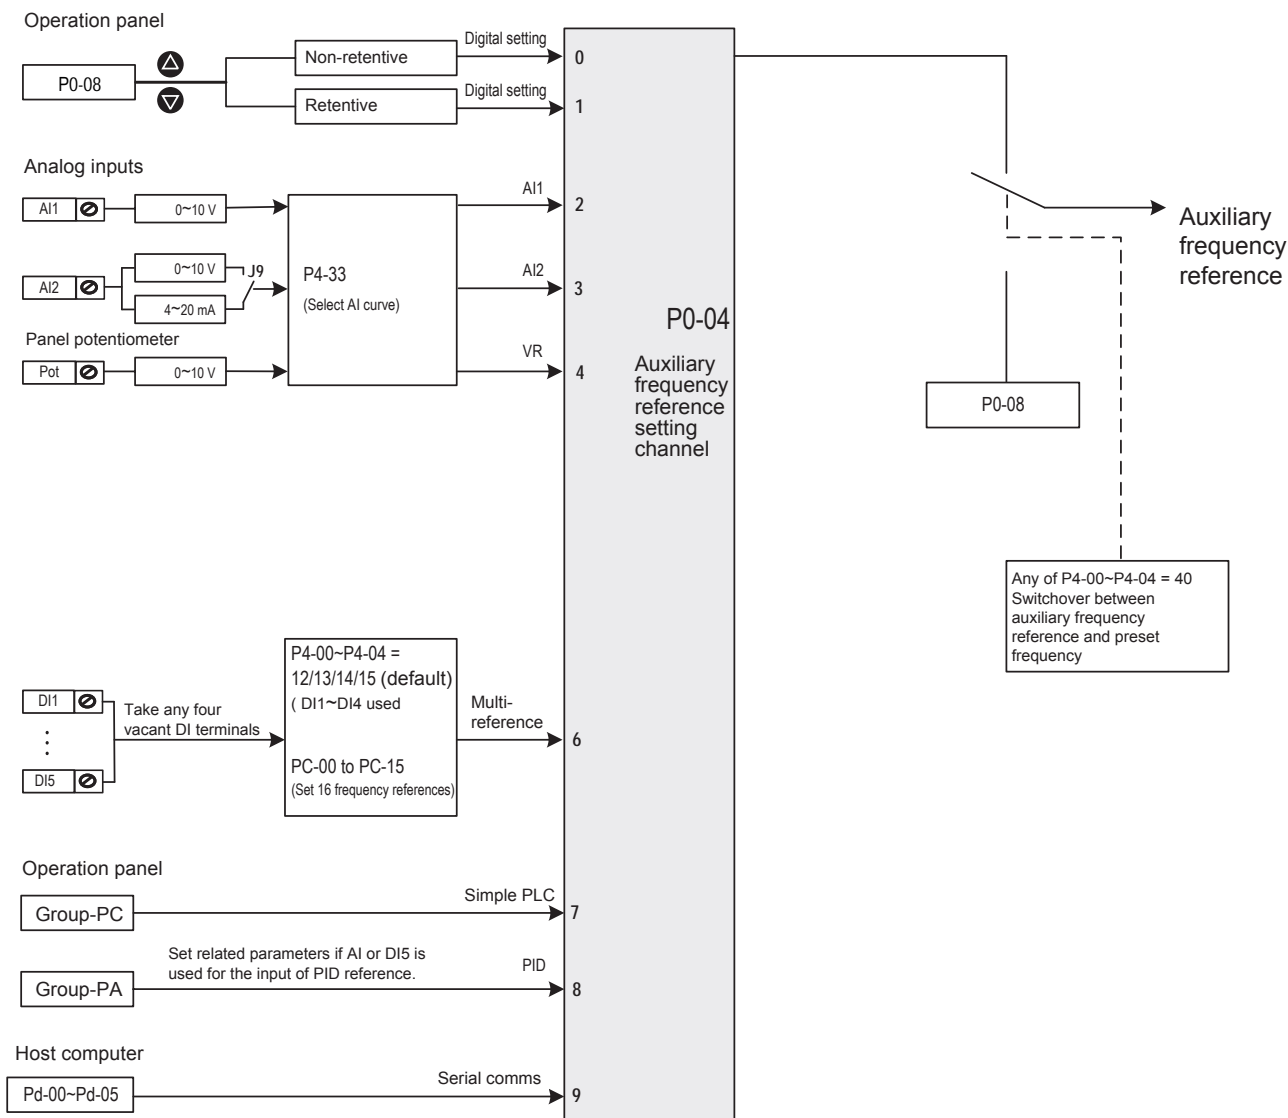 Operation panel
P0-08
Non-retentive
Digital setting
0
Retentive
Digital setting
1
Analog inputs
AI1
0~10 V
AI1
2
AI2
0~10 V
4~20 mA
J9
P4-33
(Select AI curve)
AI2
3
Panel potentiometer
Pot
0~10 V
VR
4
P0-04
Auxiliary
frequency
reference
setting
channel
Auxiliary
frequency
reference
P0-08
Any of P4-00~P4-04 = 40
Switchover between
auxiliary frequency
reference and preset
frequency
DI1
DI5
Take any four
vacant DI terminals
P4-00~P4-04 =
12/13/14/15 (default)
( DI1~DI4 used
PC-00 to PC-15
(Set 16 frequency references)
Multi-
reference
6
Operation panel
Group-PC
Simple PLC
7
Group-PA
Set related parameters if AI or DI5 is
used for the input of PID reference.
PID
8
Host computer
Pd-00~Pd-05
Serial comms
9